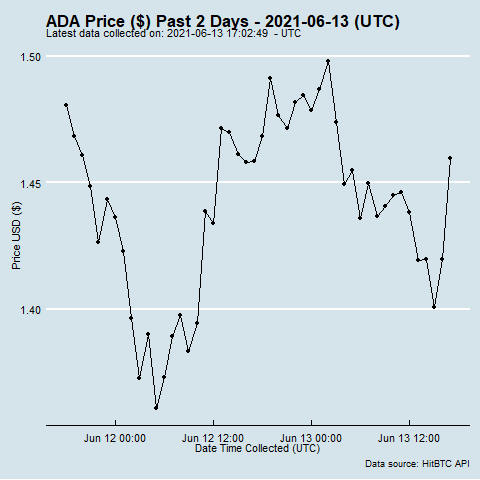 ADA Price ($) Past 2 Days - 2021-06-13 (UTC)
Latest data collected on: 2021-06-13 17:02:49  - UTC
1.50
1.45
1.40
Price USD ($)
Jun 12 00:00
Jun 12 12:00
Jun 13 00:00
Jun 13 12:00
Date Time Collected (UTC)
Data source: HitBTC API